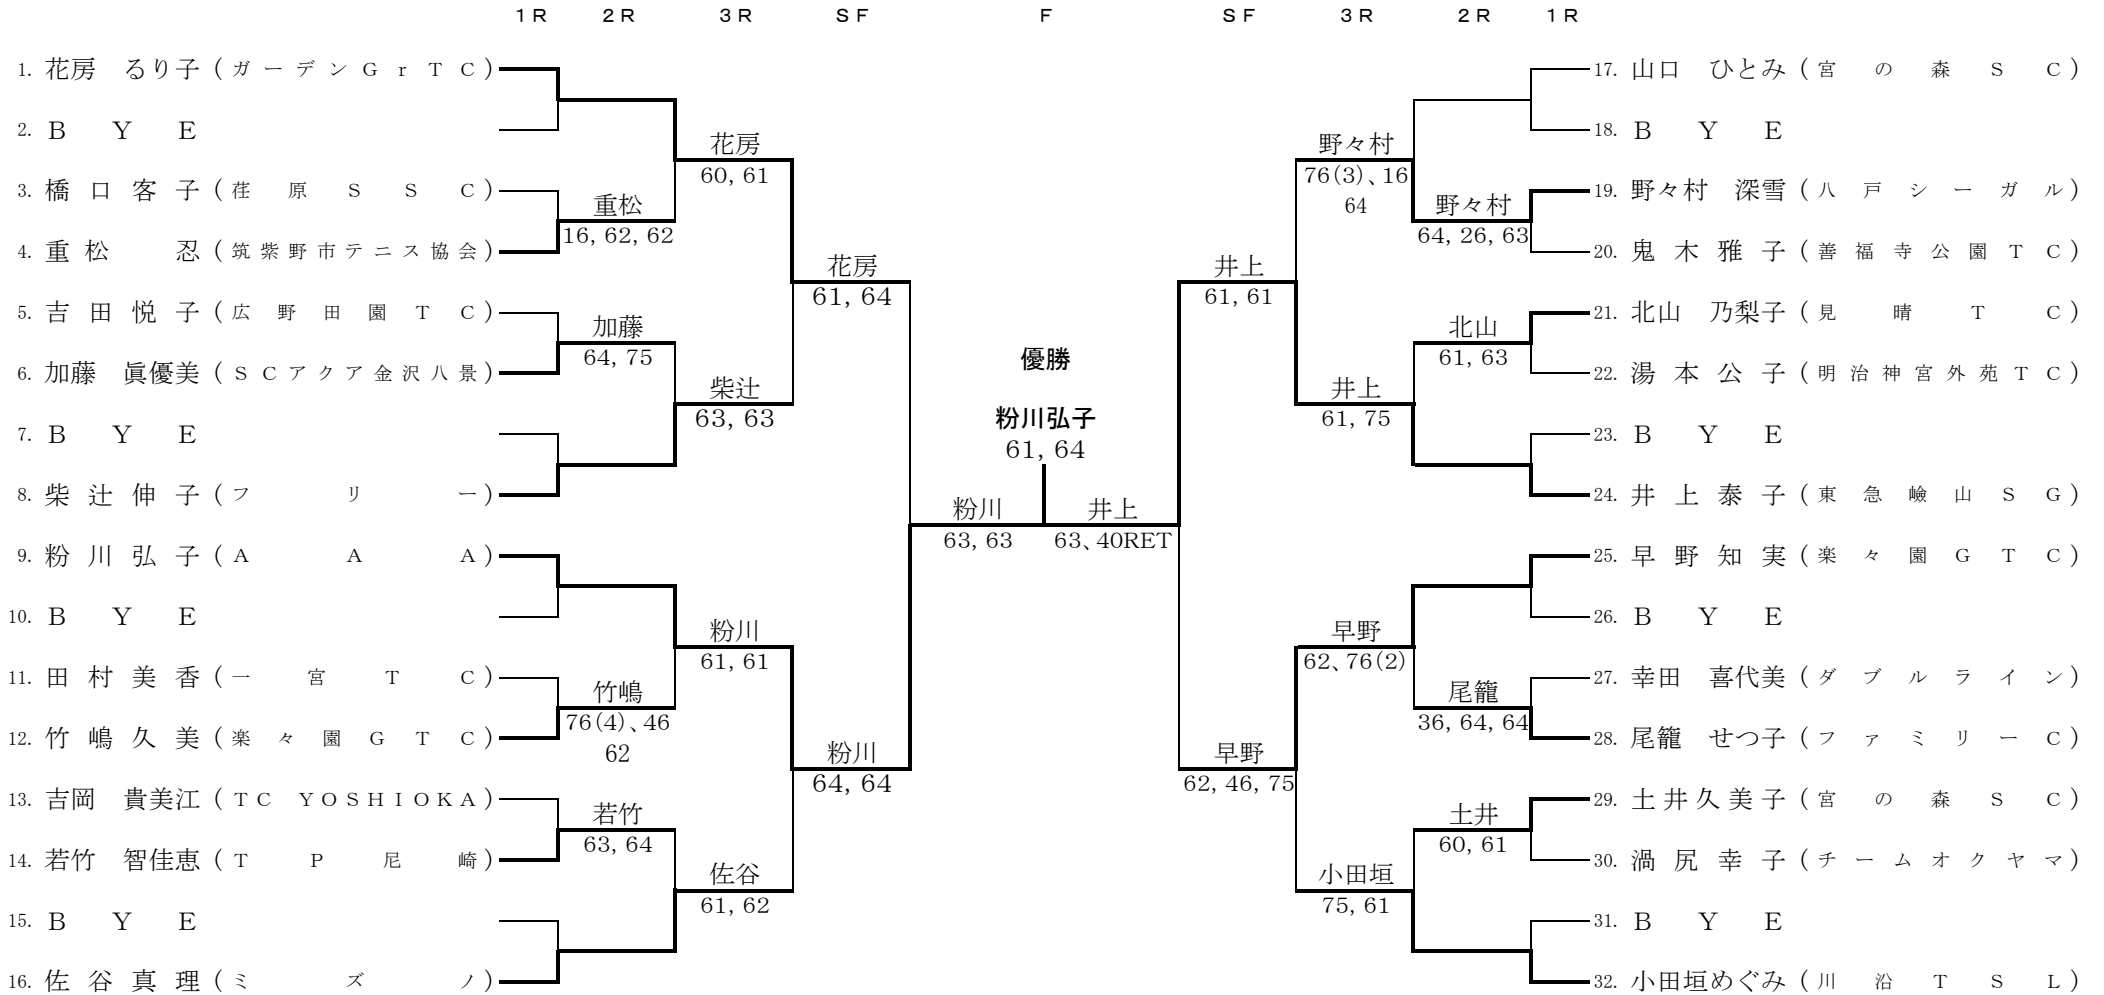 1R 2R 3R SF F SF 3R 2R 1R
1. 花房　るり子 (ガーデンGrTC)
2. BYE
3. 橋口客子 (荏原SSC)
4. 重松　忍 (筑紫野市テニス協会)
5. 吉田悦子 (広野田園TC)
6. 加藤　眞優美 (SCアクア金沢八景)
7. BYE
8. 柴辻伸子 (フリー)
9. 粉川弘子 (AAA)
10. BYE
11. 田村美香 (一宮TC)
12. 竹嶋久美 (楽々園GTC)
13. 吉岡　貴美江 (TC YOSHIOKA)
14. 若竹　智佳恵 (TP尼崎)
15. BYE
16. 佐谷真理 (ミズノ)
重松
16, 62, 62
加藤
64, 75
竹嶋
76(4)、46
62
若竹
63, 64
花房
60, 61
柴辻
63, 63
粉川
61, 61
佐谷
61, 62
花房
61, 64
粉川
64, 64
優勝
粉川弘子
61, 64
粉川
63, 63
井上
63、40RET
井上
61, 61
早野
62, 46, 75
野々村
76(3)、16
64
井上
61, 75
早野
62、76(2)
小田垣
75, 61
野々村
64, 26, 63
北山
61, 63
尾籠
36, 64, 64
土井
60, 61
17. 山口　ひとみ (宮の森SC)
18. BYE
19. 野々村　深雪 (八戸シーガル)
20. 鬼木雅子 (善福寺公園TC)
21. 北山　乃梨子 (見晴TC)
22. 湯本公子 (明治神宮外苑TC)
23. BYE
24. 井上泰子 (東急嶮山SG)
25. 早野知実 (楽々園GTC)
26. BYE
27. 幸田　喜代美 (ダブルライン)
28. 尾籠　せつ子 (ファミリーC)
29. 土井久美子 (宮の森SC)
30. 渦尻幸子 (チームオクヤマ)
31. BYE
32. 小田垣めぐみ (川沿TSL)